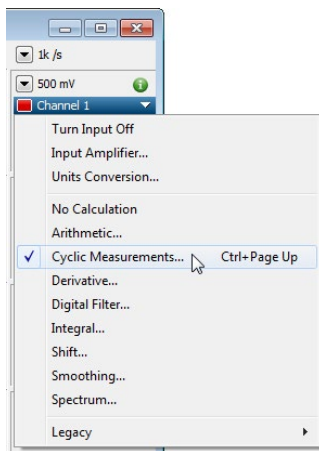 1k /s
500 mV
Channel 1
Turn Input Off
Input Amplifier...
Units Conversion...
No Calculation
Arithmetic...
Cyclic Measurements... Ctrl+Page Up
Derivative...
Digital Filter...
Integral...
Shift...
Smoothing...
Spectrum...
Legacy